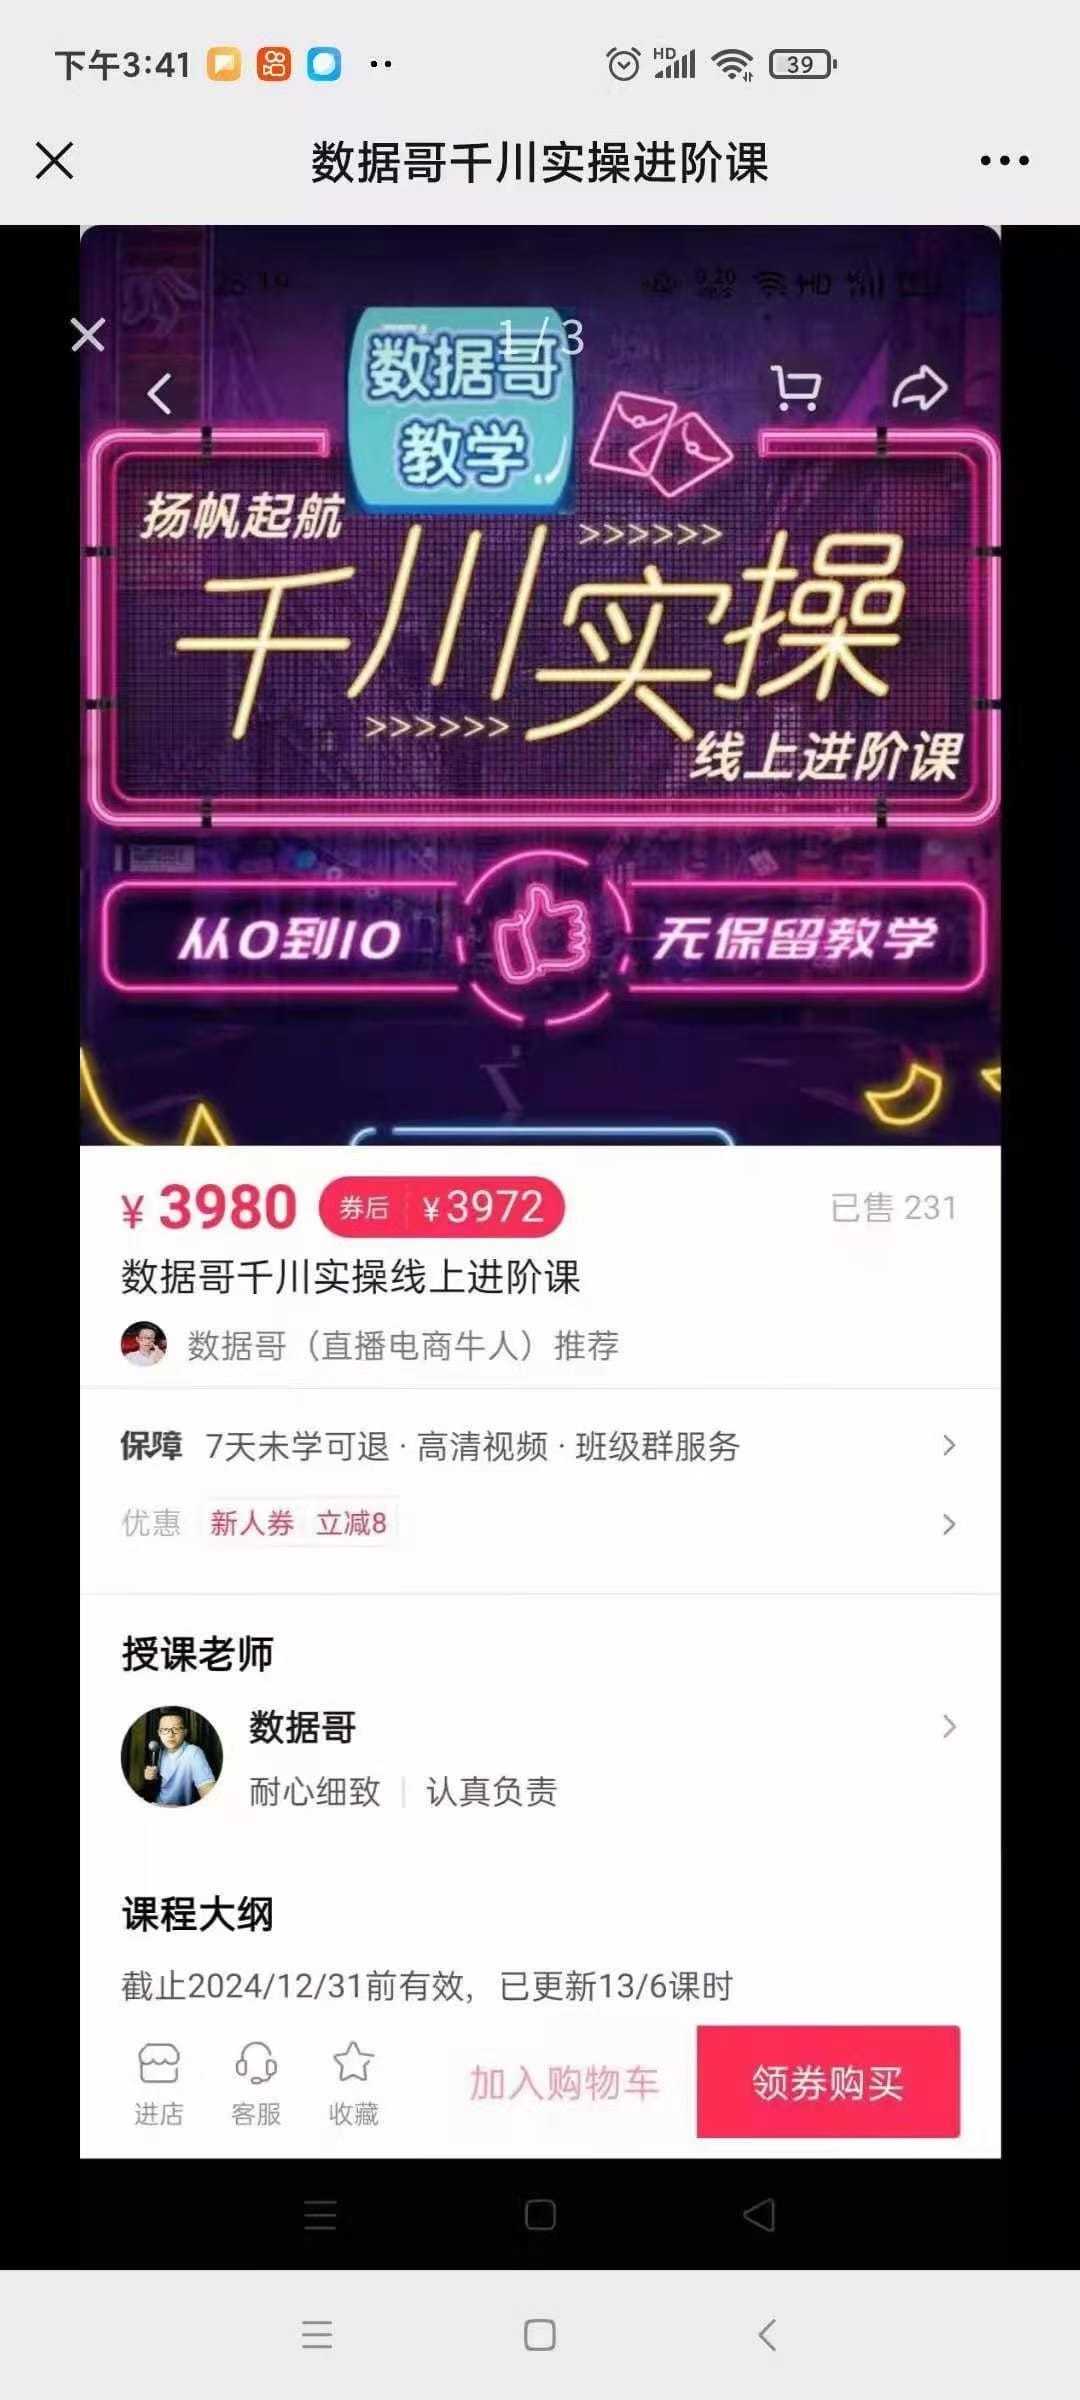 下午3:41
HD
39
数据哥千川实操进阶课
1/3
数据哥
教学
扬帆起航
>>>>>>
千川实操
>>>>>>
线上进阶课
从0到10
无保留教学
¥3980 券后 ¥3972 已售 231
数据哥千川实操线上进阶课
数据哥（直播电商牛人）推荐
保障 7天未学可退 · 高清视频 · 班级群服务
优惠 新人券 立减8
授课老师
数据哥
耐心细致 | 认真负责
课程大纲
截止2024/12/31前有效，已更新13/6课时
进店 客服 收藏 加入购物车 领券购买